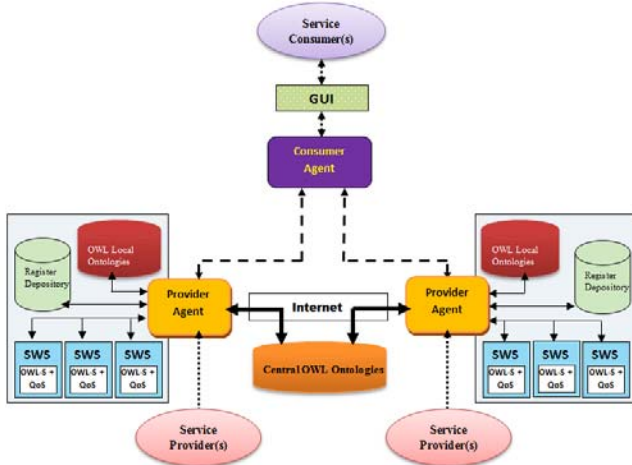 Service
Consumer(s)
GUI
Consumer
Agent
OWL Local
Ontologies
Register
Depository
Provider
Agent
SWS
OWL-S +
QoS
SWS
OWL-S +
QoS
SWS
OWL-S +
QoS
Internet
Central OWL Ontologies
OWL Local
Ontologies
Register
Depository
Provider
Agent
SWS
OWL-S +
QoS
SWS
OWL-S +
QoS
SWS
OWL-S +
QoS
Service
Provider(s)
Service
Provider(s)